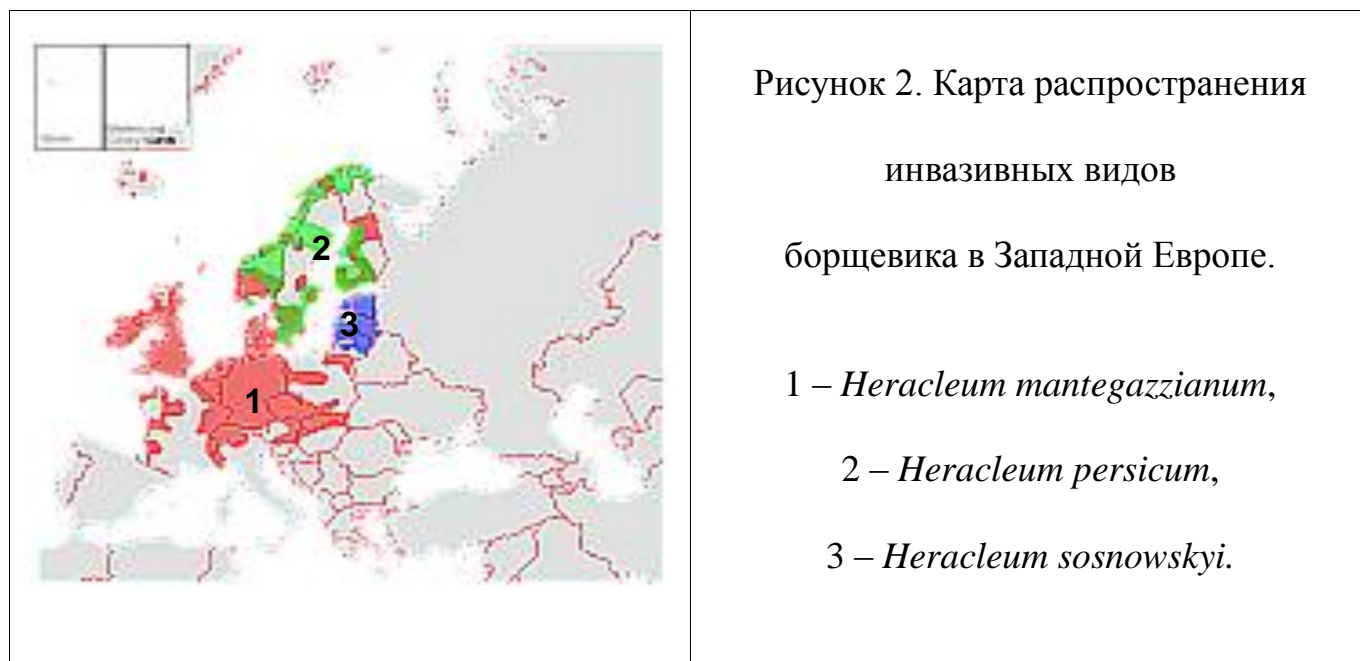 2
3
1
Рисунок 2. Карта распространения
инвазивных видов
борщевика в Западной Европе.
1 – Heracleum mantegazzianum,
2 – Heracleum persicum,
3 – Heracleum sosnowskyi.